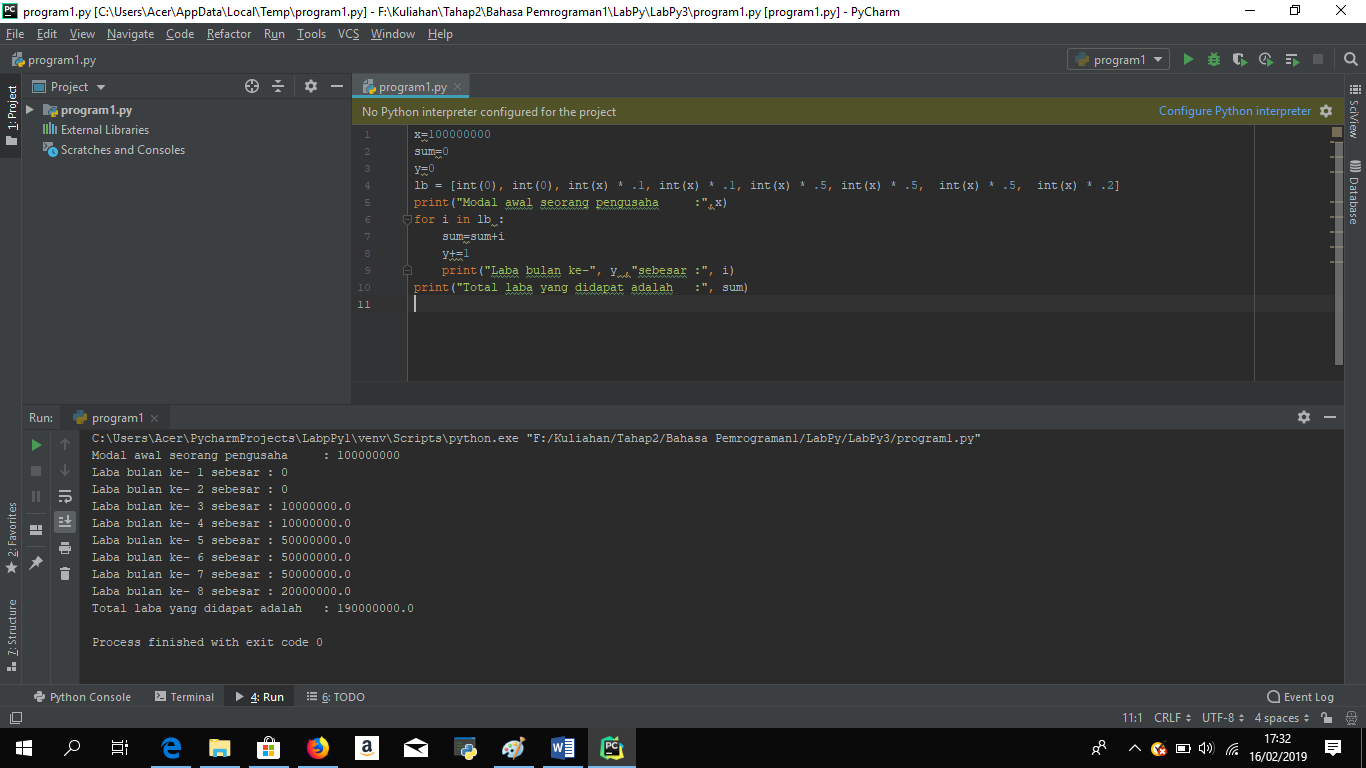 program1.py [C:\Users\Acer\AppData\Local\Temp\program1.py] - F:\Kuliahan\Tahap2\Bahasa Pemrograman1\LabPy\LabPy3\program1.py [program1.py] - PyCharm
File Edit View Navigate Code Refactor Run Tools VCS Window Help
program1.py
program1
1: Project
Project
program1.py
External Libraries
Scratches and Consoles
program1.py
No Python interpreter configured for the project
Configure Python interpreter
1 x=100000000
2 sum=0
3 y=0
4 lb = [int(0), int(0), int(x) * .1, int(x) * .1, int(x) * .5, int(x) * .5,  int(x) * .5,  int(x) * .2]
5 print("Modal awal seorang pengusaha     :",x)
6 for i in lb :
7     sum=sum+i
8     y+=1
9     print("Laba bulan ke-", y ,"sebesar :", i)
10 print("Total laba yang didapat adalah   :", sum)
11
SciView
Database
Run:
program1
C:\Users\Acer\PycharmProjects\LabpPy1\venv\Scripts\python.exe "F:/Kuliahan/Tahap2/Bahasa Pemrograman1/LabPy/LabPy3/program1.py"
Modal awal seorang pengusaha     : 100000000
Laba bulan ke- 1 sebesar : 0
Laba bulan ke- 2 sebesar : 0
Laba bulan ke- 3 sebesar : 10000000.0
Laba bulan ke- 4 sebesar : 10000000.0
Laba bulan ke- 5 sebesar : 50000000.0
Laba bulan ke- 6 sebesar : 50000000.0
Laba bulan ke- 7 sebesar : 50000000.0
Laba bulan ke- 8 sebesar : 20000000.0
Total laba yang didapat adalah   : 190000000.0
Process finished with exit code 0
2: Favorites
7: Structure
Python Console
Terminal
4: Run
6: TODO
Event Log
11:1 CRLF UTF-8 4 spaces
17:32
16/02/2019